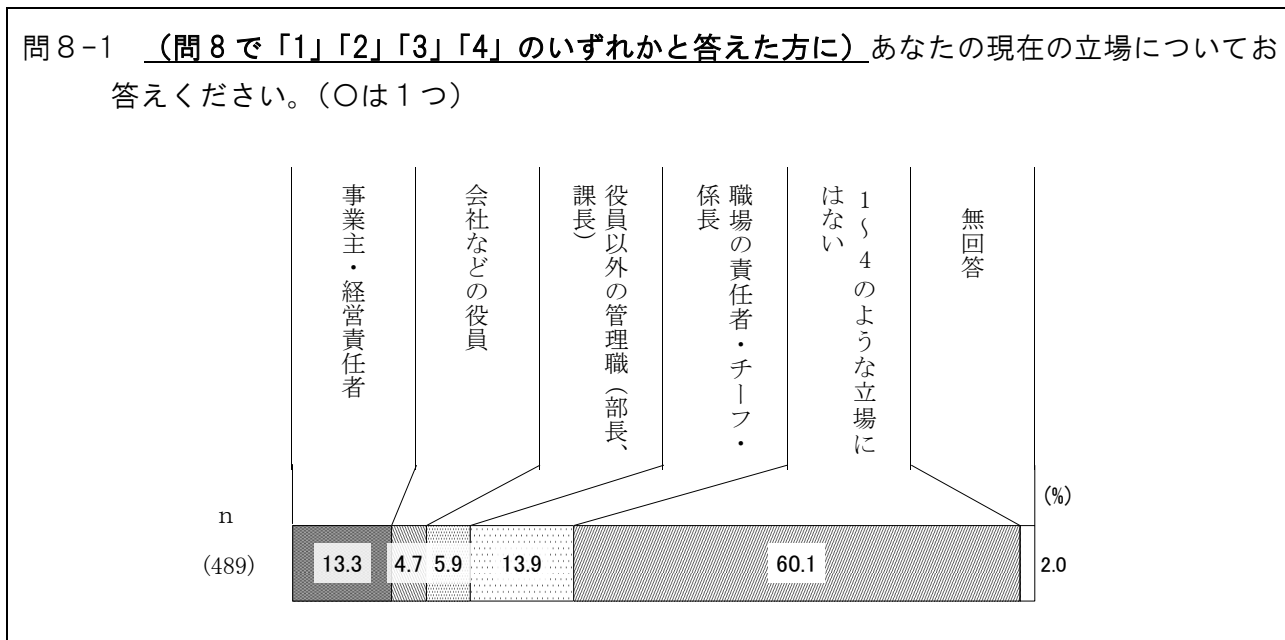 問８-1　（問８で「1」「2」「3」「4」のいずれかと答えた方に）あなたの現在の立場についてお
答えください。（〇は１つ）
事業主・経営責任者
会社などの役員
役員以外の管理職（部長、
課長）
職場の責任者・チーフ・
係長
1～4のような立場に
はない
無回答
(%)
n
(489)
13.3
4.7
5.9
13.9
60.1
2.0